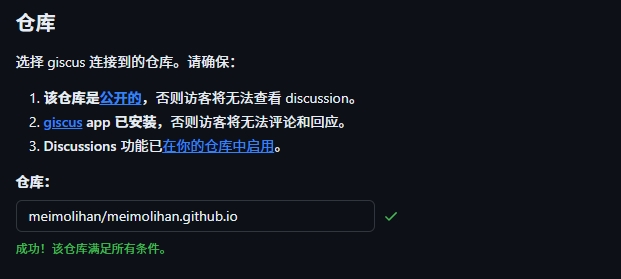 仓库
选择 giscus 连接到的仓库。请确保：
1. 该仓库是公开的，否则访客将无法查看 discussion。
2. giscus app 已安装，否则访客将无法评论和回应。
3. Discussions 功能已在你的仓库中启用。
仓库：
meimolihan/meimolihan.github.io
成功！该仓库满足所有条件。